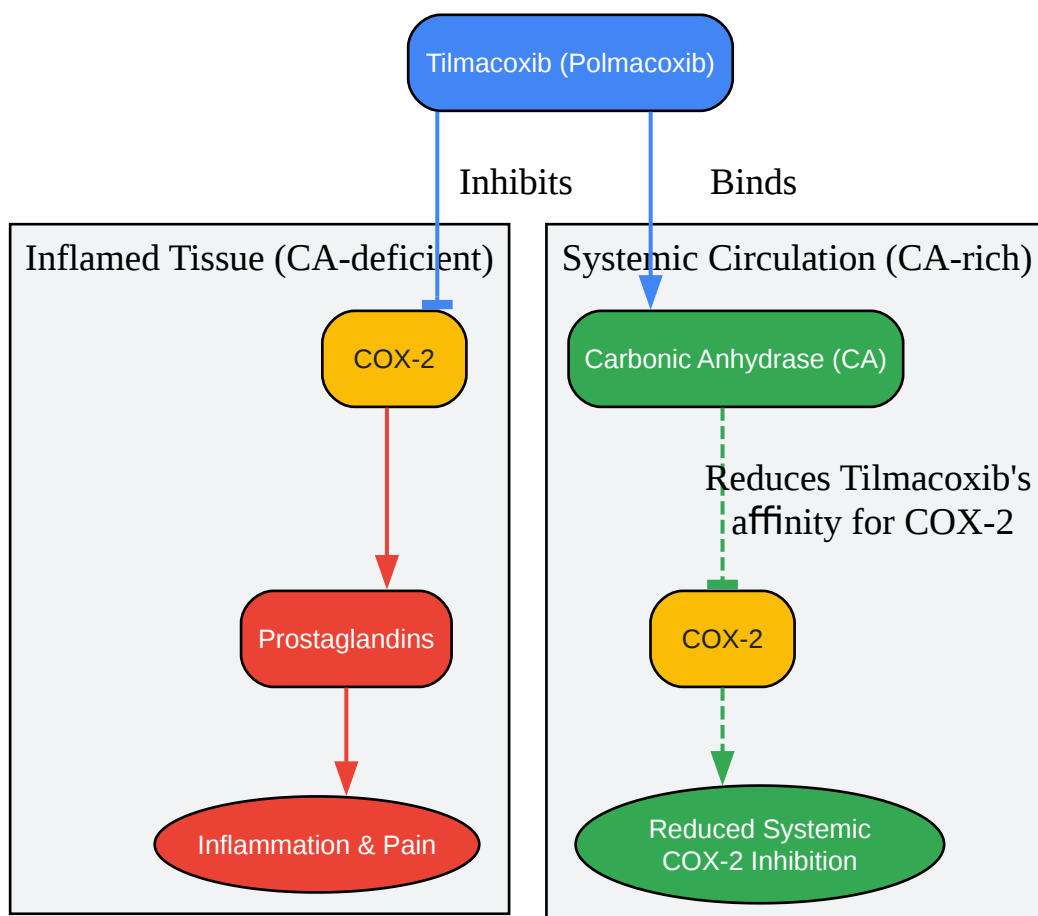 Tilmacoxib (Polmacoxib)
Inhibits
Binds
Inflamed Tissue (CA-deficient)
Systemic Circulation (CA-rich)
COX-2
Carbonic Anhydrase (CA)
Reduces Tilmacoxib's
affinity for COX-2
Prostaglandins
COX-2
Inflammation & Pain
Reduced Systemic
COX-2 Inhibition